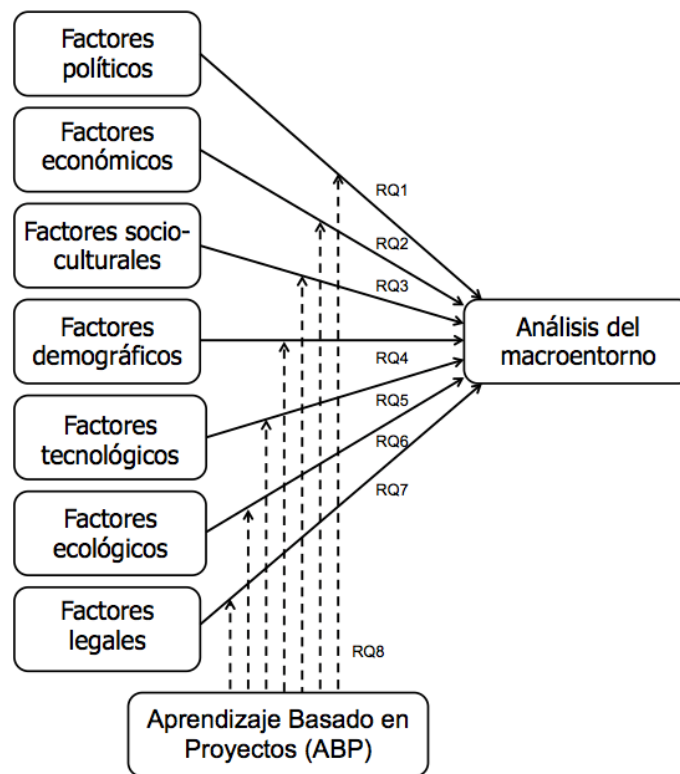 Factores
políticos
Factores
económicos
Factores socio-
culturales
Factores
demográficos
Factores
tecnológicos
Factores
ecológicos
Factores
legales
RQ1
RQ2
RQ3
RQ4
RQ5
RQ6
RQ7
RQ8
Análisis del
macroentorno
Aprendizaje Basado en
Proyectos (ABP)